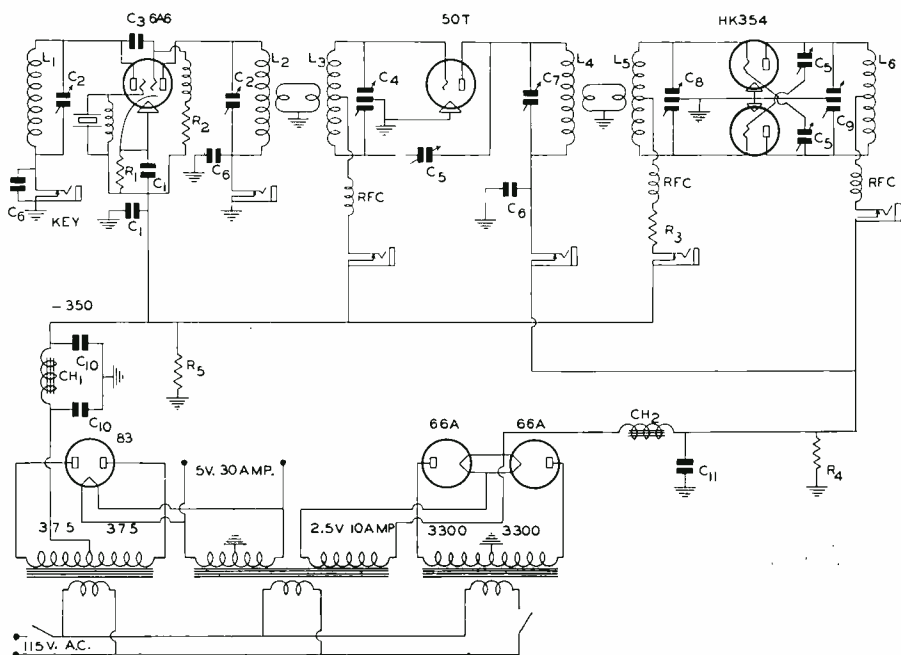 C3 6A6
50T
HK354
L1
C2
R2
C2
L2
L3
C4
C7
L4
L5
C8
C5
L6
R1
C1
C6
C5
C5
C9
C6
KEY
C1
RFC
C6
RFC
R3
RFC
-350
C10
CH1
R5
C10
83
66A
66A
CH2
C11
R4
5V. 30 AMP.
375
375
2.5V 10AMP
3300
3300
115V. A.C.